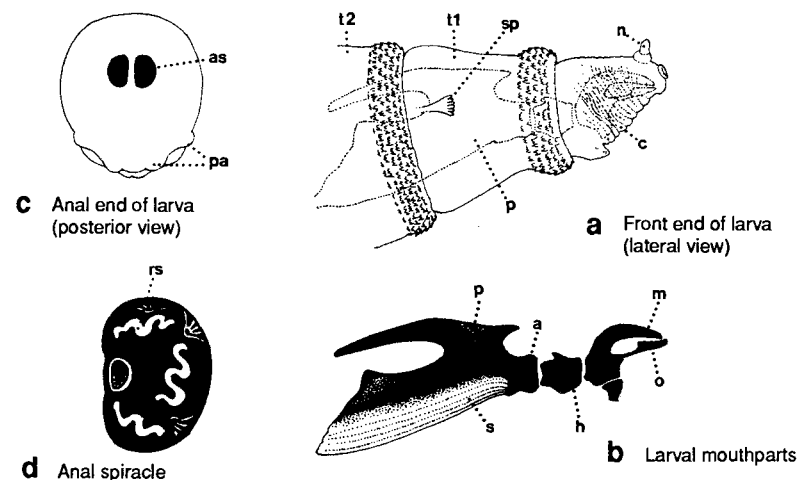 as
pa
c Anal end of larva
(posterior view)
t2
t1
sp
n
c
p
a Front end of larva
(lateral view)
rs
d Anal spiracle
p
a
m
o
h
s
b Larval mouthparts